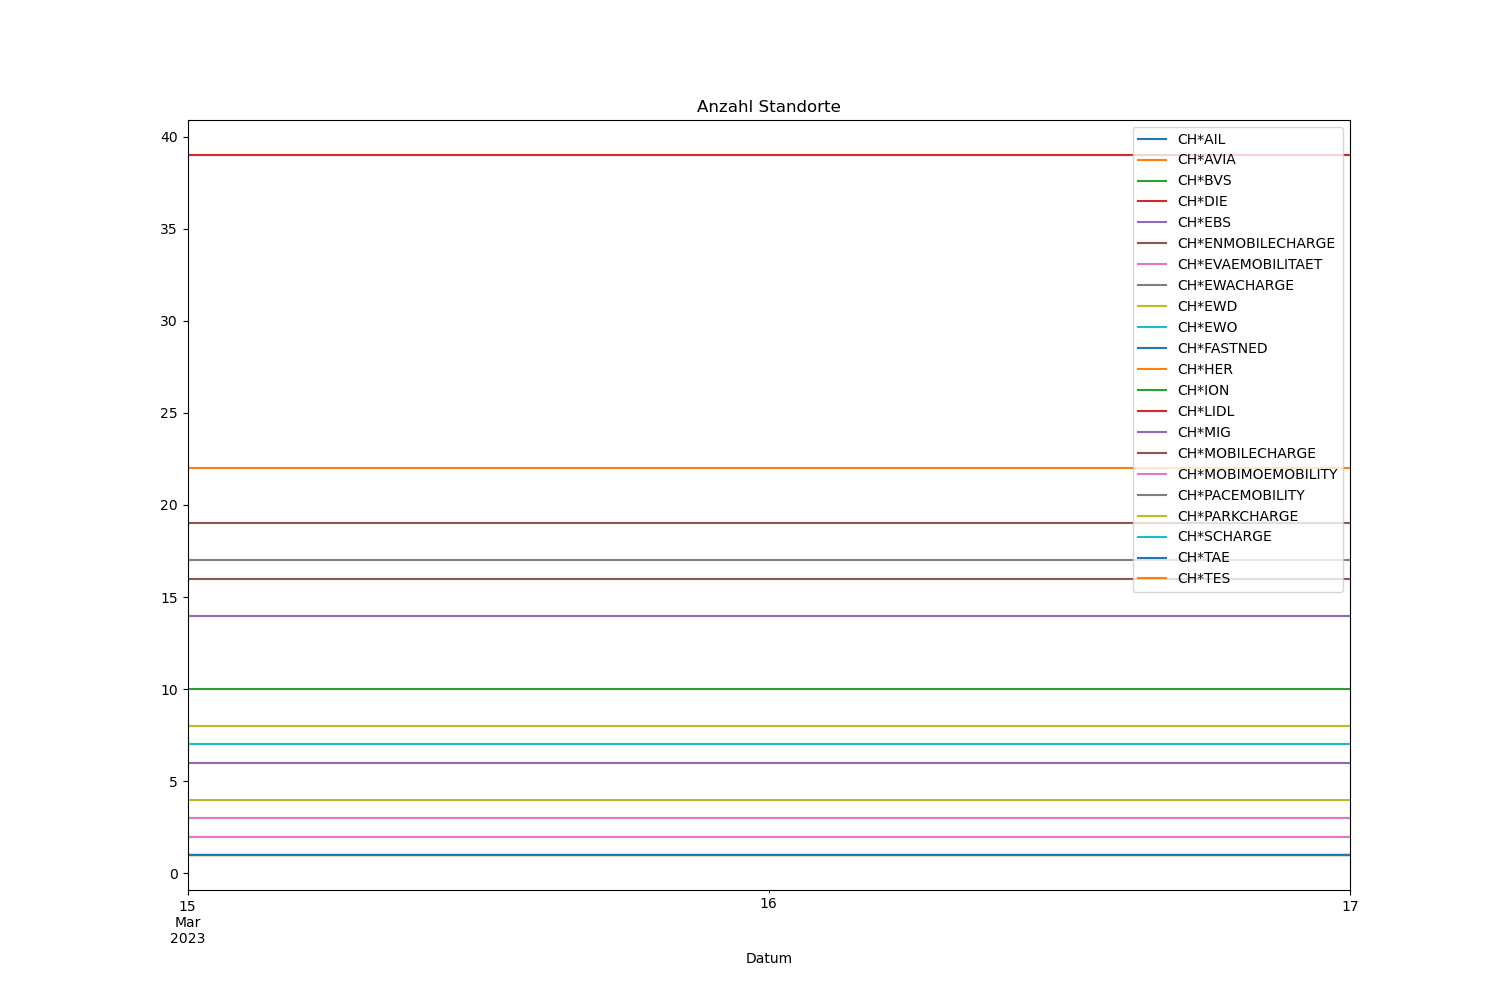 Anzahl Standorte
40
35
30
25
20
15
10
5
0
CH*AIL
CH*AVIA
CH*BVS
CH*DIE
CH*EBS
CH*ENMOBILECHARGE
CH*EVAEMOBILITAET
CH*EWACHARGE
CH*EWD
CH*EWO
CH*FASTNED
CH*HER
CH*ION
CH*LIDL
CH*MIG
CH*MOBILECHARGE
CH*MOBIMOEMOBILITY
CH*PACEMOBILITY
CH*PARKCHARGE
CH*SCHARGE
CH*TAE
CH*TES
15
Mar
2023
16
17
Datum